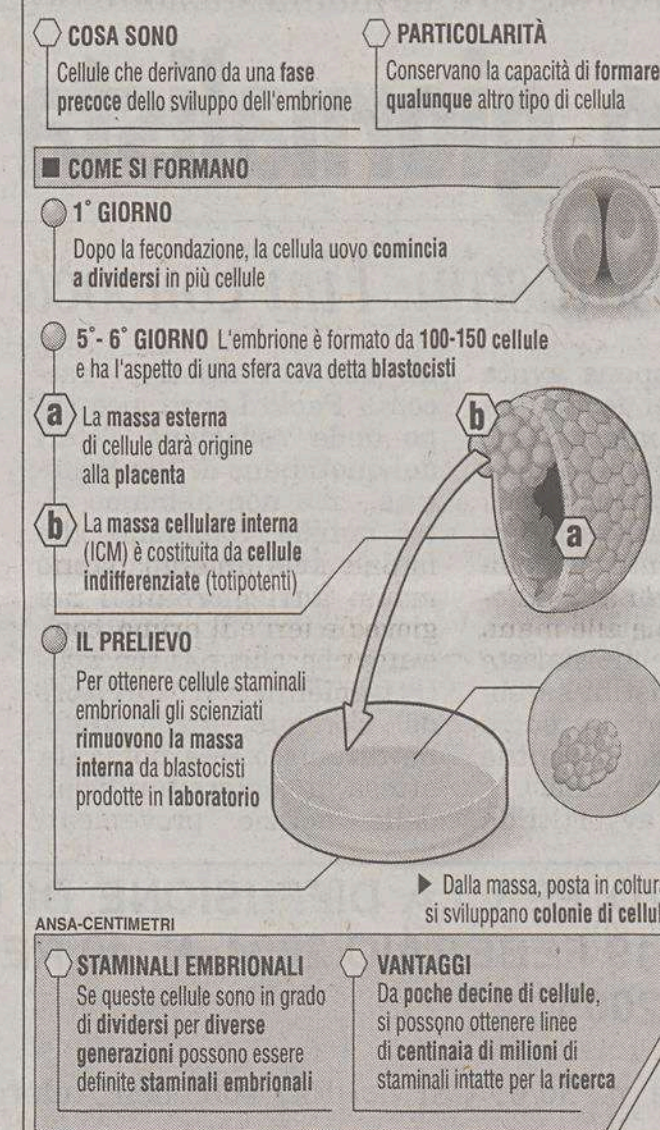 COSA SONO
Cellule che derivano da una fase
precoce dello sviluppo dell'embrione
PARTICOLARITÀ
Conservano la capacità di formare
qualunque altro tipo di cellula
COME SI FORMANO
1° GIORNO
Dopo la fecondazione, la cellula uovo comincia
a dividersi in più cellule
5°- 6° GIORNO L'embrione è formato da 100-150 cellule
e ha l'aspetto di una sfera cava detta blastocisti
a La massa esterna
di cellule darà origine
alla placenta
b La massa cellulare interna
(ICM) è costituita da cellule
indifferenziate (totipotenti)
b
a
IL PRELIEVO
Per ottenere cellule staminali
embrionali gli scienziati
rimuovono la massa
interna da blastocisti
prodotte in laboratorio
Dalla massa, posta in coltura
si sviluppano colonie di cellul
ANSA-CENTIMETRI
STAMINALI EMBRIONALI
Se queste cellule sono in grado
di dividersi per diverse
generazioni possono essere
definite staminali embrionali
VANTAGGI
Da poche decine di cellule,
si possono ottenere linee
di centinaia di milioni di
staminali intatte per la ricerca